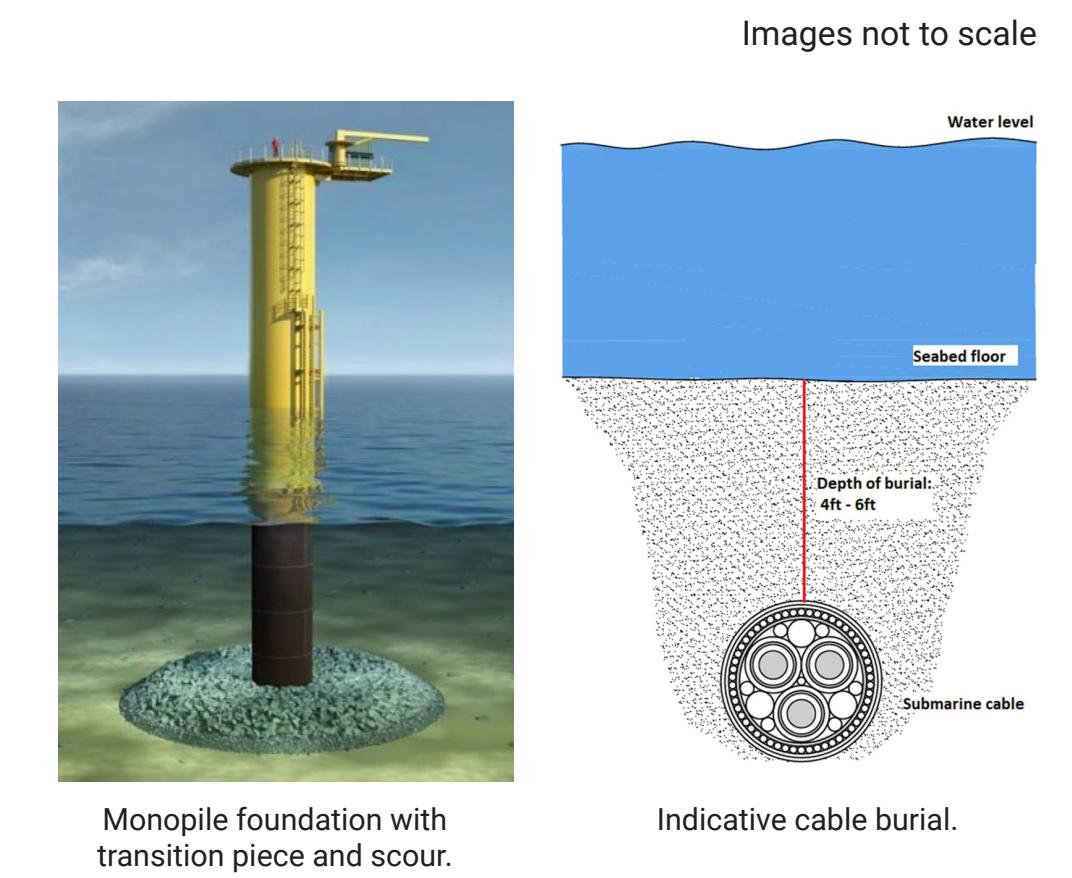 Images not to scale
Water level
Seabed floor
Depth of burial:
4ft - 6ft
Submarine cable
Monopile foundation with
transition piece and scour.
Indicative cable burial.